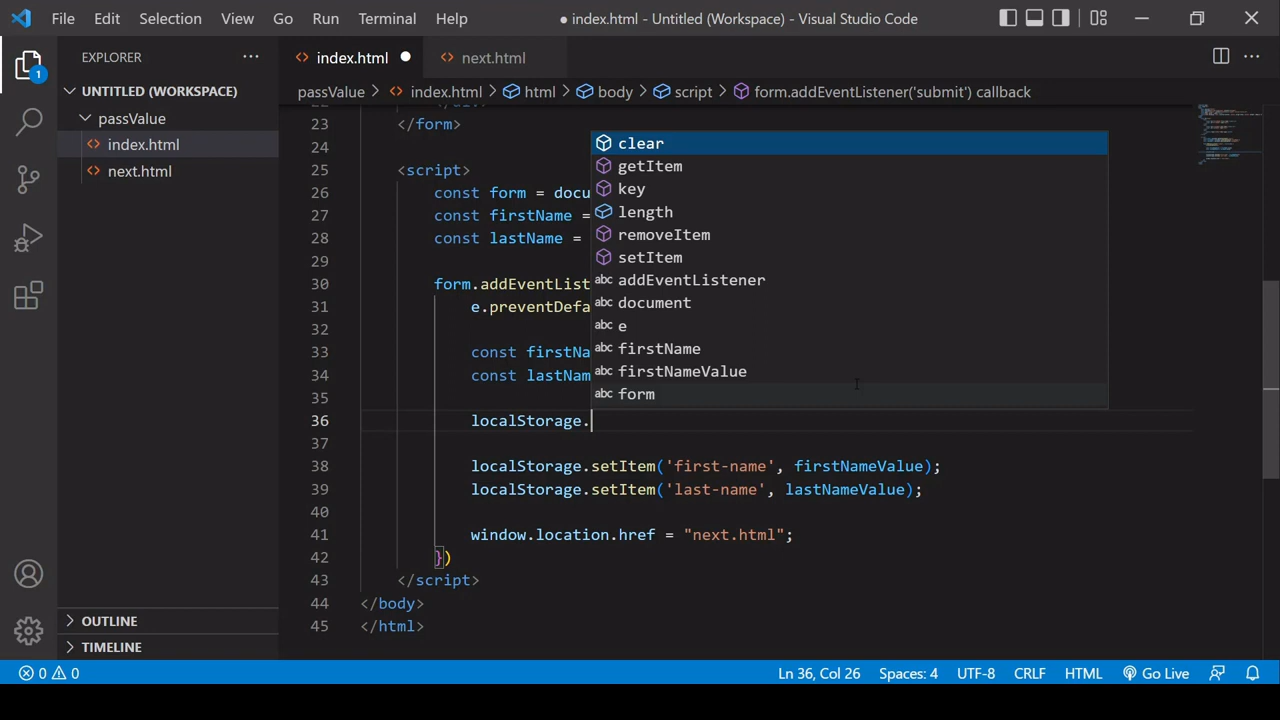 File Edit Selection View Go Run Terminal Help ● index.html - Untitled (Workspace) - Visual Studio Code
EXPLORER ···
index.html ●
next.html
1
UNTITLED (WORKSPACE)
passValue
index.html
next.html
passValue > index.html > html > body > script > form.addEventListener('submit') callback
23 </form>
24
25 <script>
26 const form = docu
27 const firstName =
28 const lastName =
29
30 form.addEventList
31 e.preventDefa
32
33 const firstNa
34 const lastNam
35
36 localStorage.
37
38 localStorage.setItem('first-name', firstNameValue);
39 localStorage.setItem('last-name', lastNameValue);
40
41 window.location.href = "next.html";
42 })
43 </script>
44 </body>
45 </html>
clear
getItem
key
length
removeItem
setItem
abc addEventListener
abc document
abc e
abc firstName
abc firstNameValue
abc form
OUTLINE
TIMELINE
0 0
Ln 36, Col 26 Spaces: 4 UTF-8 CRLF HTML Go Live